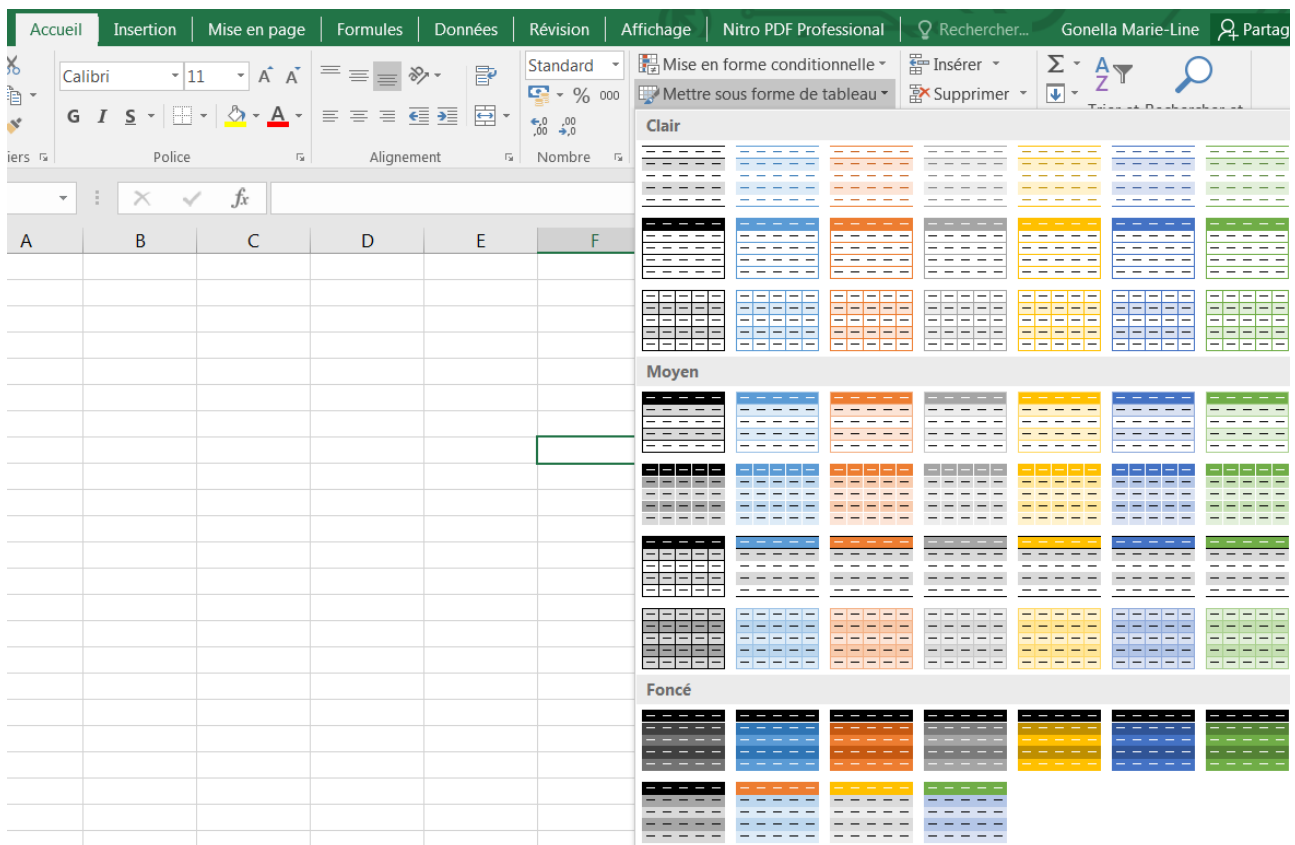 Accueil Insertion Mise en page Formules Données Révision Affichage Nitro PDF Professional Rechercher... Gonella Marie-Line Partag
Calibri 11 A A Standard Mise en forme conditionnelle Insérer Σ A Z
% 000 Mettre sous forme de tableau Supprimer
G I S A ,00 ,0
iers Police Alignement Nombre
fx
A B C D E F
Clair
Moyen
Foncé